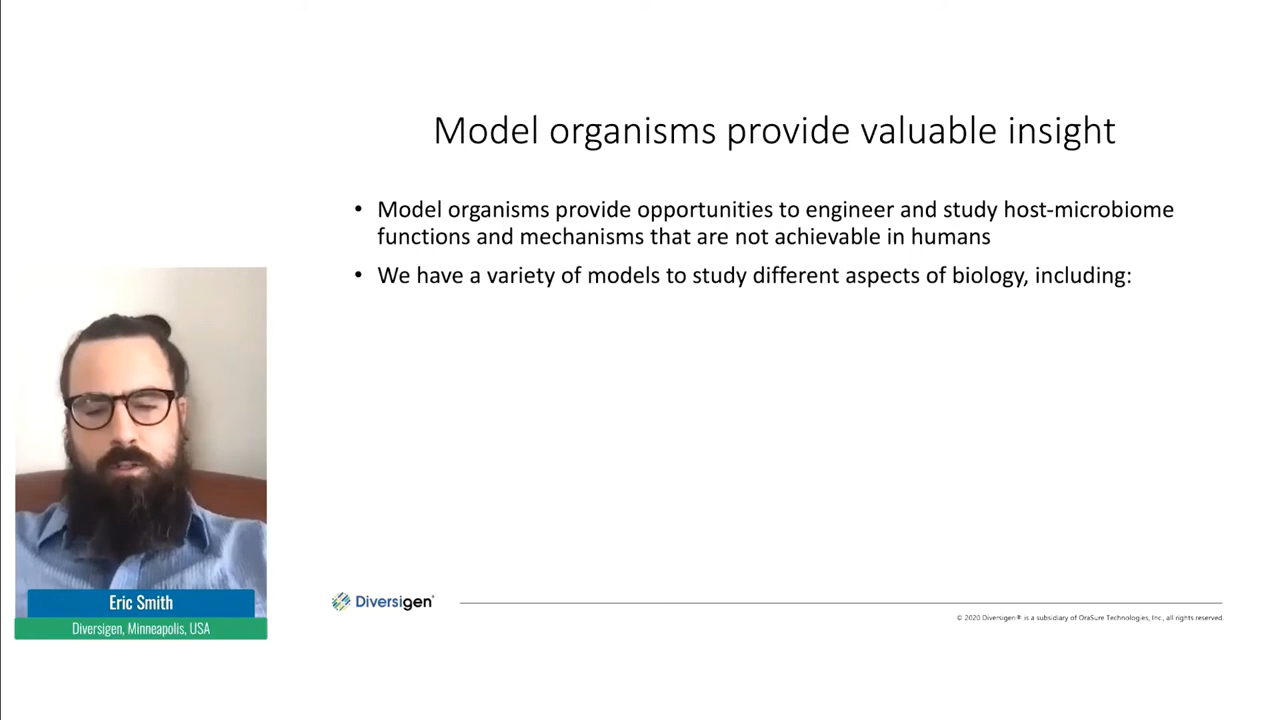 Model organisms provide valuable insight
• Model organisms provide opportunities to engineer and study host-microbiome
functions and mechanisms that are not achievable in humans
• We have a variety of models to study different aspects of biology, including:
Eric Smith
Diversigen, Minneapolis, USA
Diversigen®
© 2020 Diversigen® is a subsidiary of OraSure Technologies, Inc., all rights reserved.